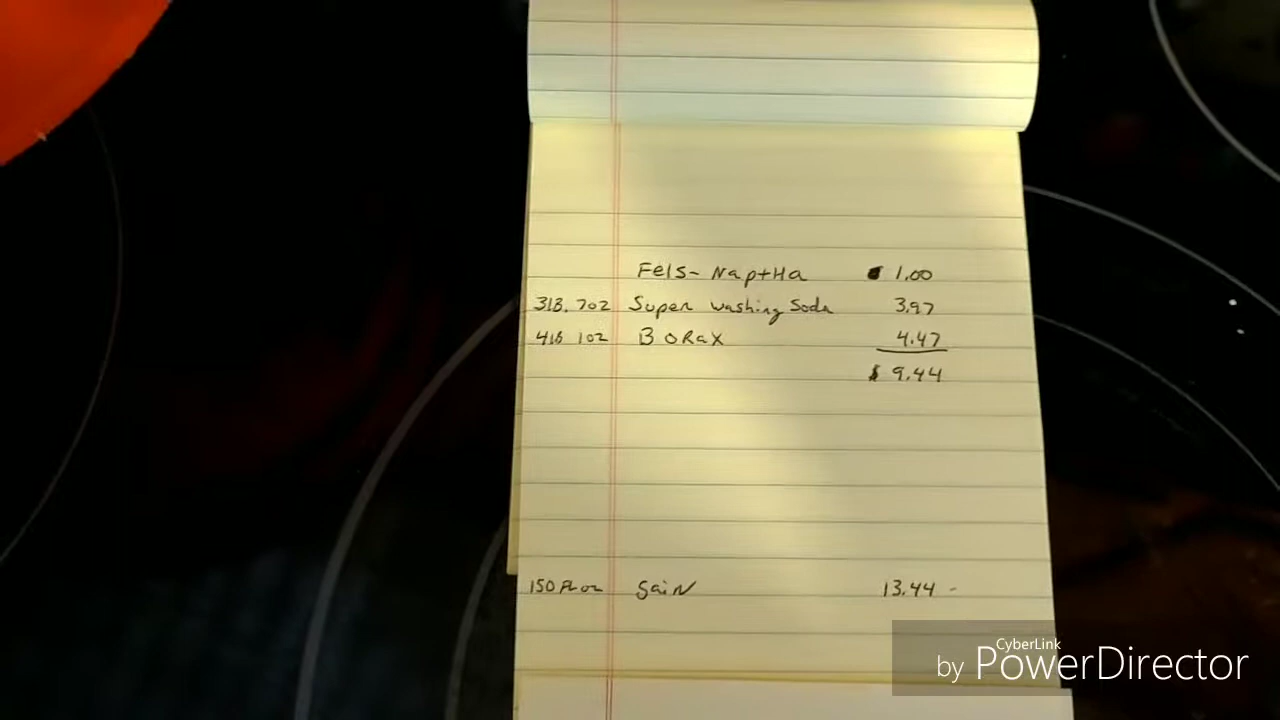 Fels-Naptha 1.00
3lB. 7oz Super washing Soda 3.97
4lB 1oz BORax 4.47
$ 9.44
150 FL oz Gain 13.44 -
CyberLink
by PowerDirector